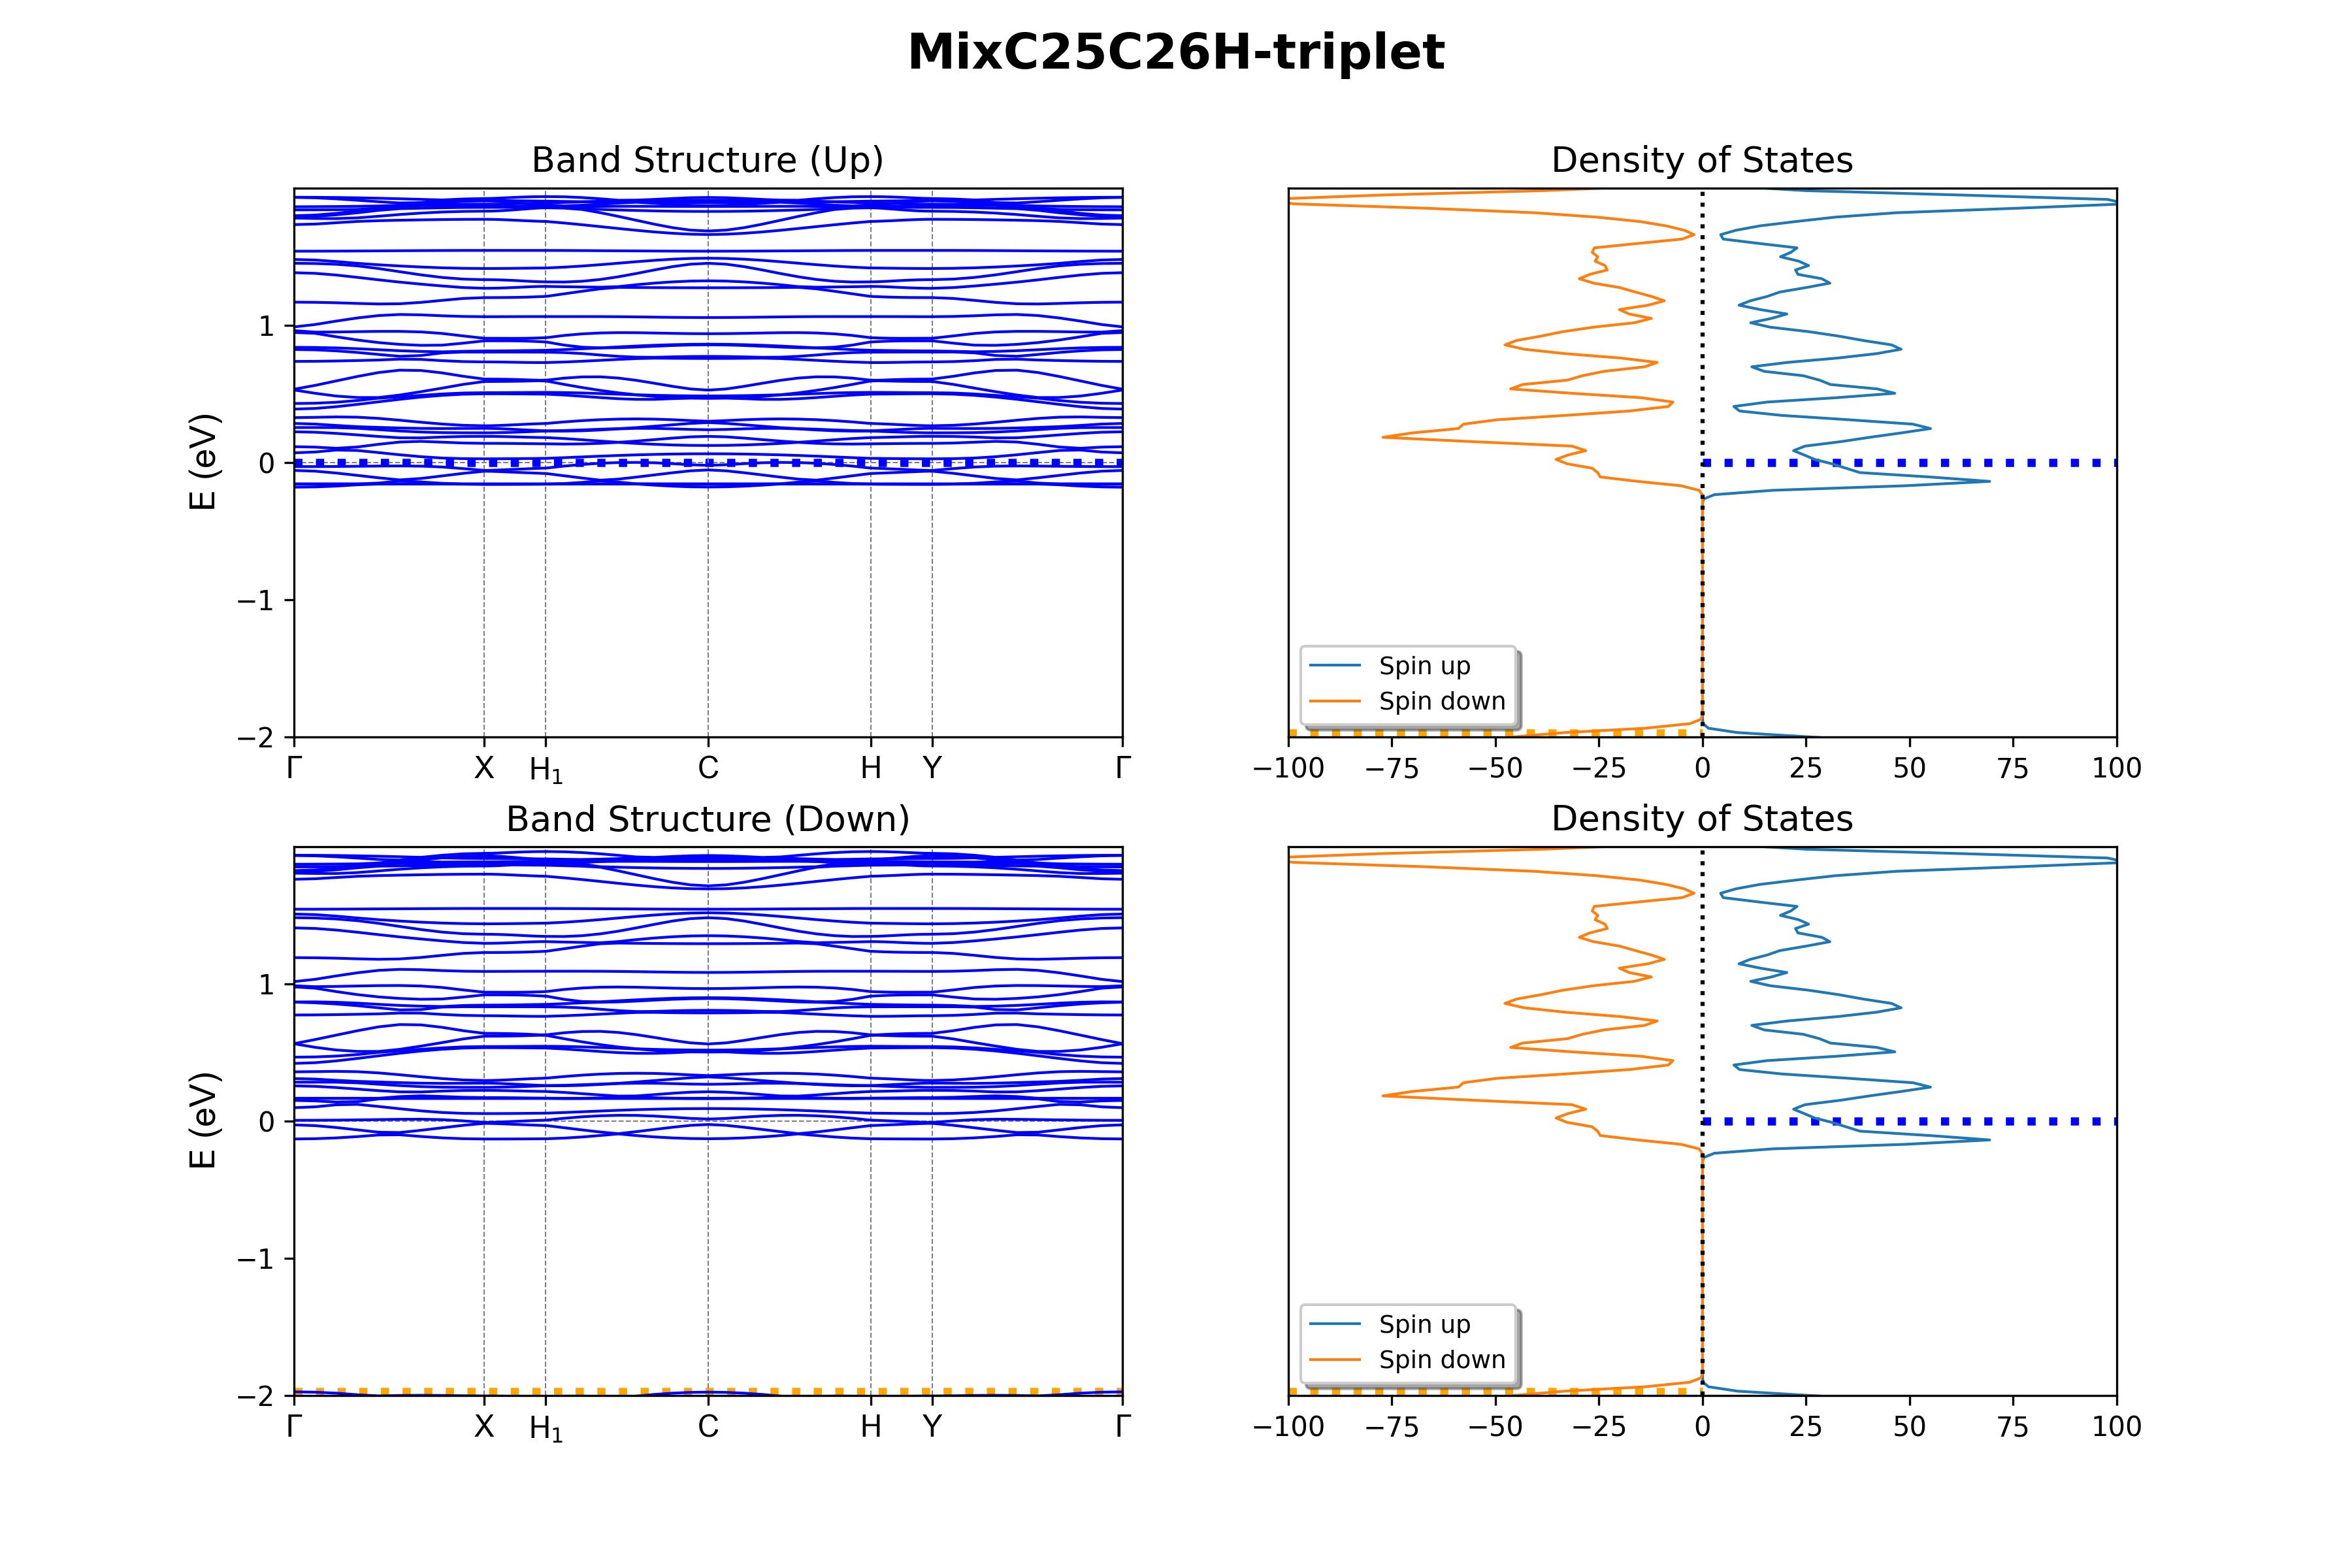 MixC25C26H-triplet
Band Structure (Up)
Density of States
E (eV)
1
0
−1
−2
Γ X H₁ C H Y Γ
Spin up
Spin down
−100 −75 −50 −25 0 25 50 75 100
Band Structure (Down)
Density of States
E (eV)
1
0
−1
−2
Γ X H₁ C H Y Γ
Spin up
Spin down
−100 −75 −50 −25 0 25 50 75 100